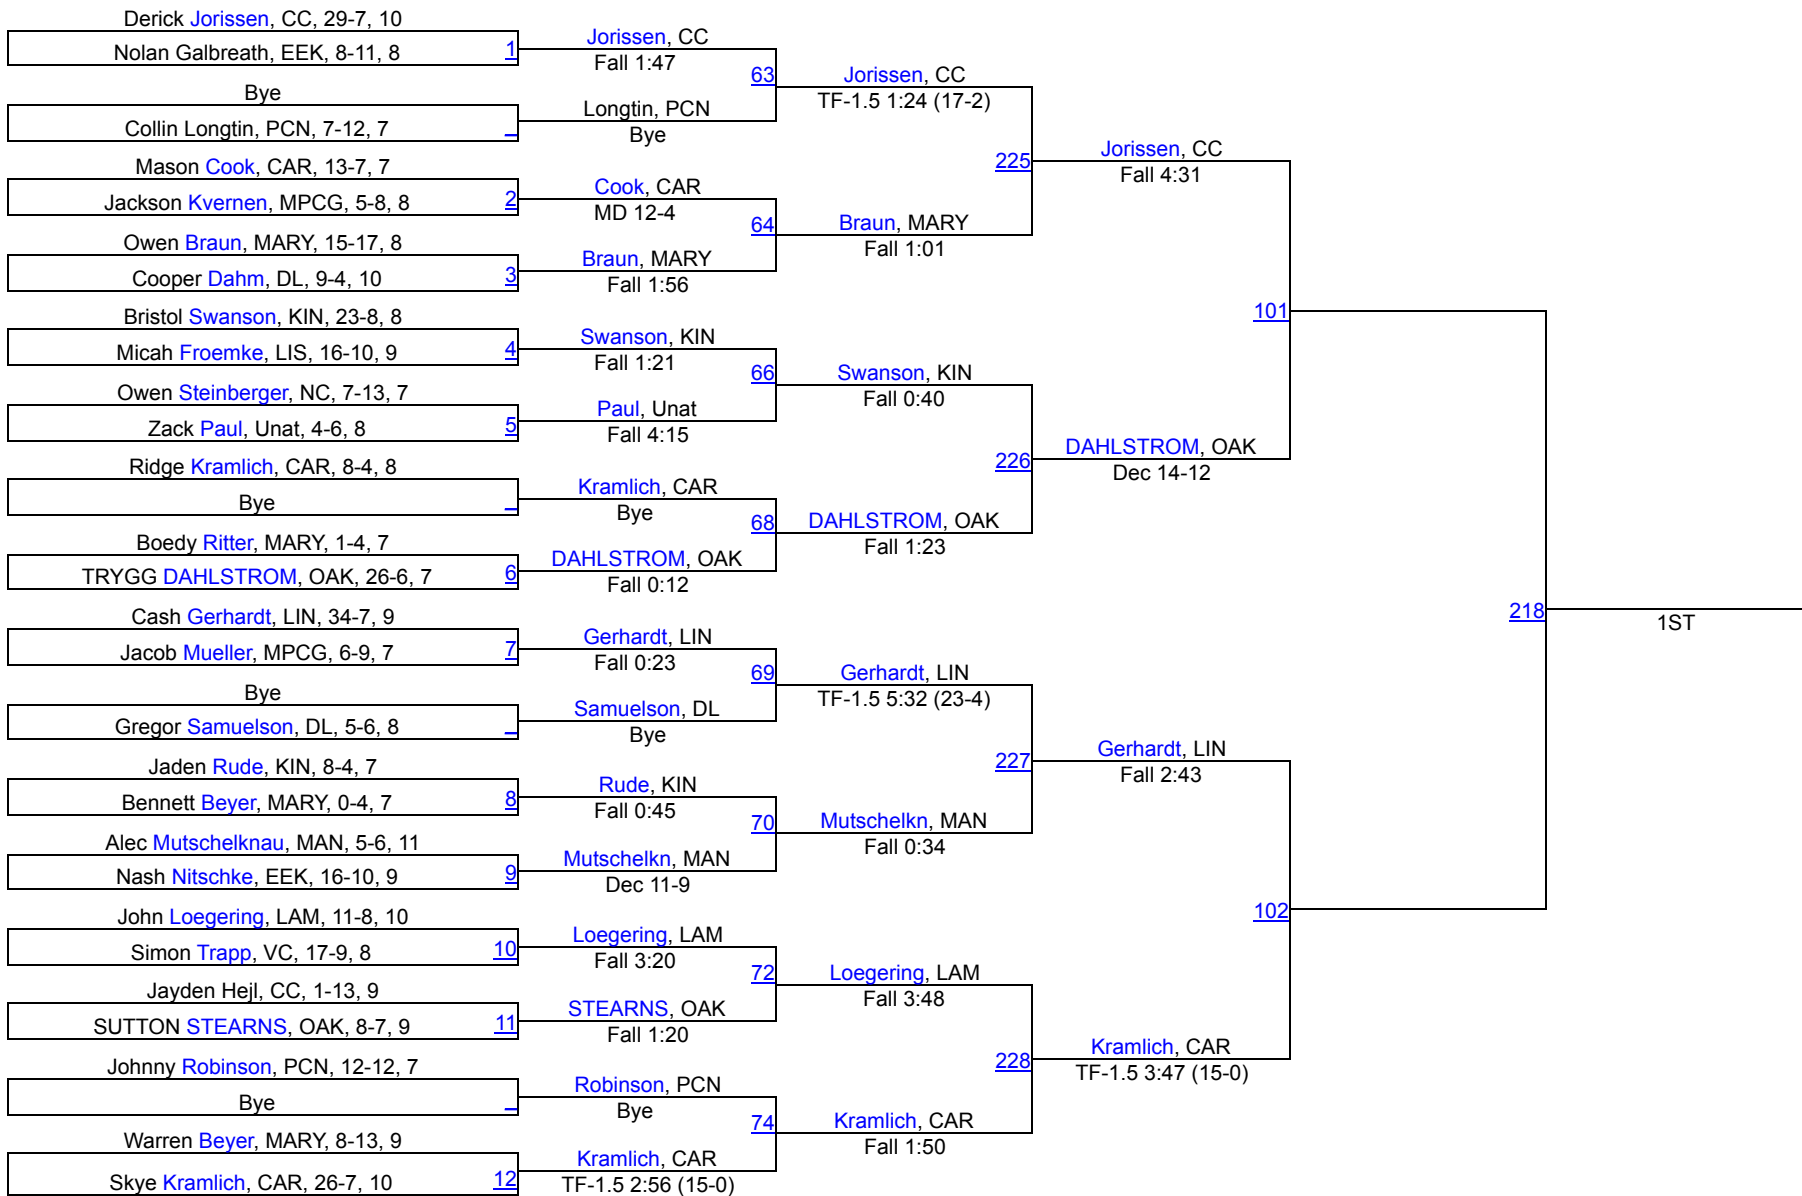 Derick Jorissen, CC, 29-7, 10
Nolan Galbreath, EEK, 8-11, 8
1
Bye
Collin Longtin, PCN, 7-12, 7
Mason Cook, CAR, 13-7, 7
Jackson Kvernen, MPCG, 5-8, 8
2
Owen Braun, MARY, 15-17, 8
Cooper Dahm, DL, 9-4, 10
3
Bristol Swanson, KIN, 23-8, 8
Micah Froemke, LIS, 16-10, 9
4
Owen Steinberger, NC, 7-13, 7
Zack Paul, Unat, 4-6, 8
5
Ridge Kramlich, CAR, 8-4, 8
Bye
Boedy Ritter, MARY, 1-4, 7
TRYGG DAHLSTROM, OAK, 26-6, 7
6
Cash Gerhardt, LIN, 34-7, 9
Jacob Mueller, MPCG, 6-9, 7
7
Bye
Gregor Samuelson, DL, 5-6, 8
Jaden Rude, KIN, 8-4, 7
Bennett Beyer, MARY, 0-4, 7
8
Alec Mutschelknau, MAN, 5-6, 11
Nash Nitschke, EEK, 16-10, 9
9
John Loegering, LAM, 11-8, 10
Simon Trapp, VC, 17-9, 8
10
Jayden Hejl, CC, 1-13, 9
SUTTON STEARNS, OAK, 8-7, 9
11
Johnny Robinson, PCN, 12-12, 7
Bye
Warren Beyer, MARY, 8-13, 9
Skye Kramlich, CAR, 26-7, 10
12
Jorissen, CC
Fall 1:47
63
Longtin, PCN
Bye
Cook, CAR
MD 12-4
64
Braun, MARY
Fall 1:56
Swanson, KIN
Fall 1:21
66
Paul, Unat
Fall 4:15
Kramlich, CAR
Bye
68
DAHLSTROM, OAK
Fall 0:12
Gerhardt, LIN
Fall 0:23
69
Samuelson, DL
Bye
Rude, KIN
Fall 0:45
70
Mutschelkn, MAN
Dec 11-9
Loegering, LAM
Fall 3:20
72
STEARNS, OAK
Fall 1:20
Robinson, PCN
Bye
74
Kramlich, CAR
TF-1.5 2:56 (15-0)
Jorissen, CC
TF-1.5 1:24 (17-2)
225
Braun, MARY
Fall 1:01
Swanson, KIN
Fall 0:40
226
DAHLSTROM, OAK
Fall 1:23
Gerhardt, LIN
TF-1.5 5:32 (23-4)
227
Mutschelkn, MAN
Fall 0:34
Loegering, LAM
Fall 3:48
228
Kramlich, CAR
Fall 1:50
Jorissen, CC
Fall 4:31
101
DAHLSTROM, OAK
Dec 14-12
Gerhardt, LIN
Fall 2:43
102
Kramlich, CAR
TF-1.5 3:47 (15-0)
218
1ST